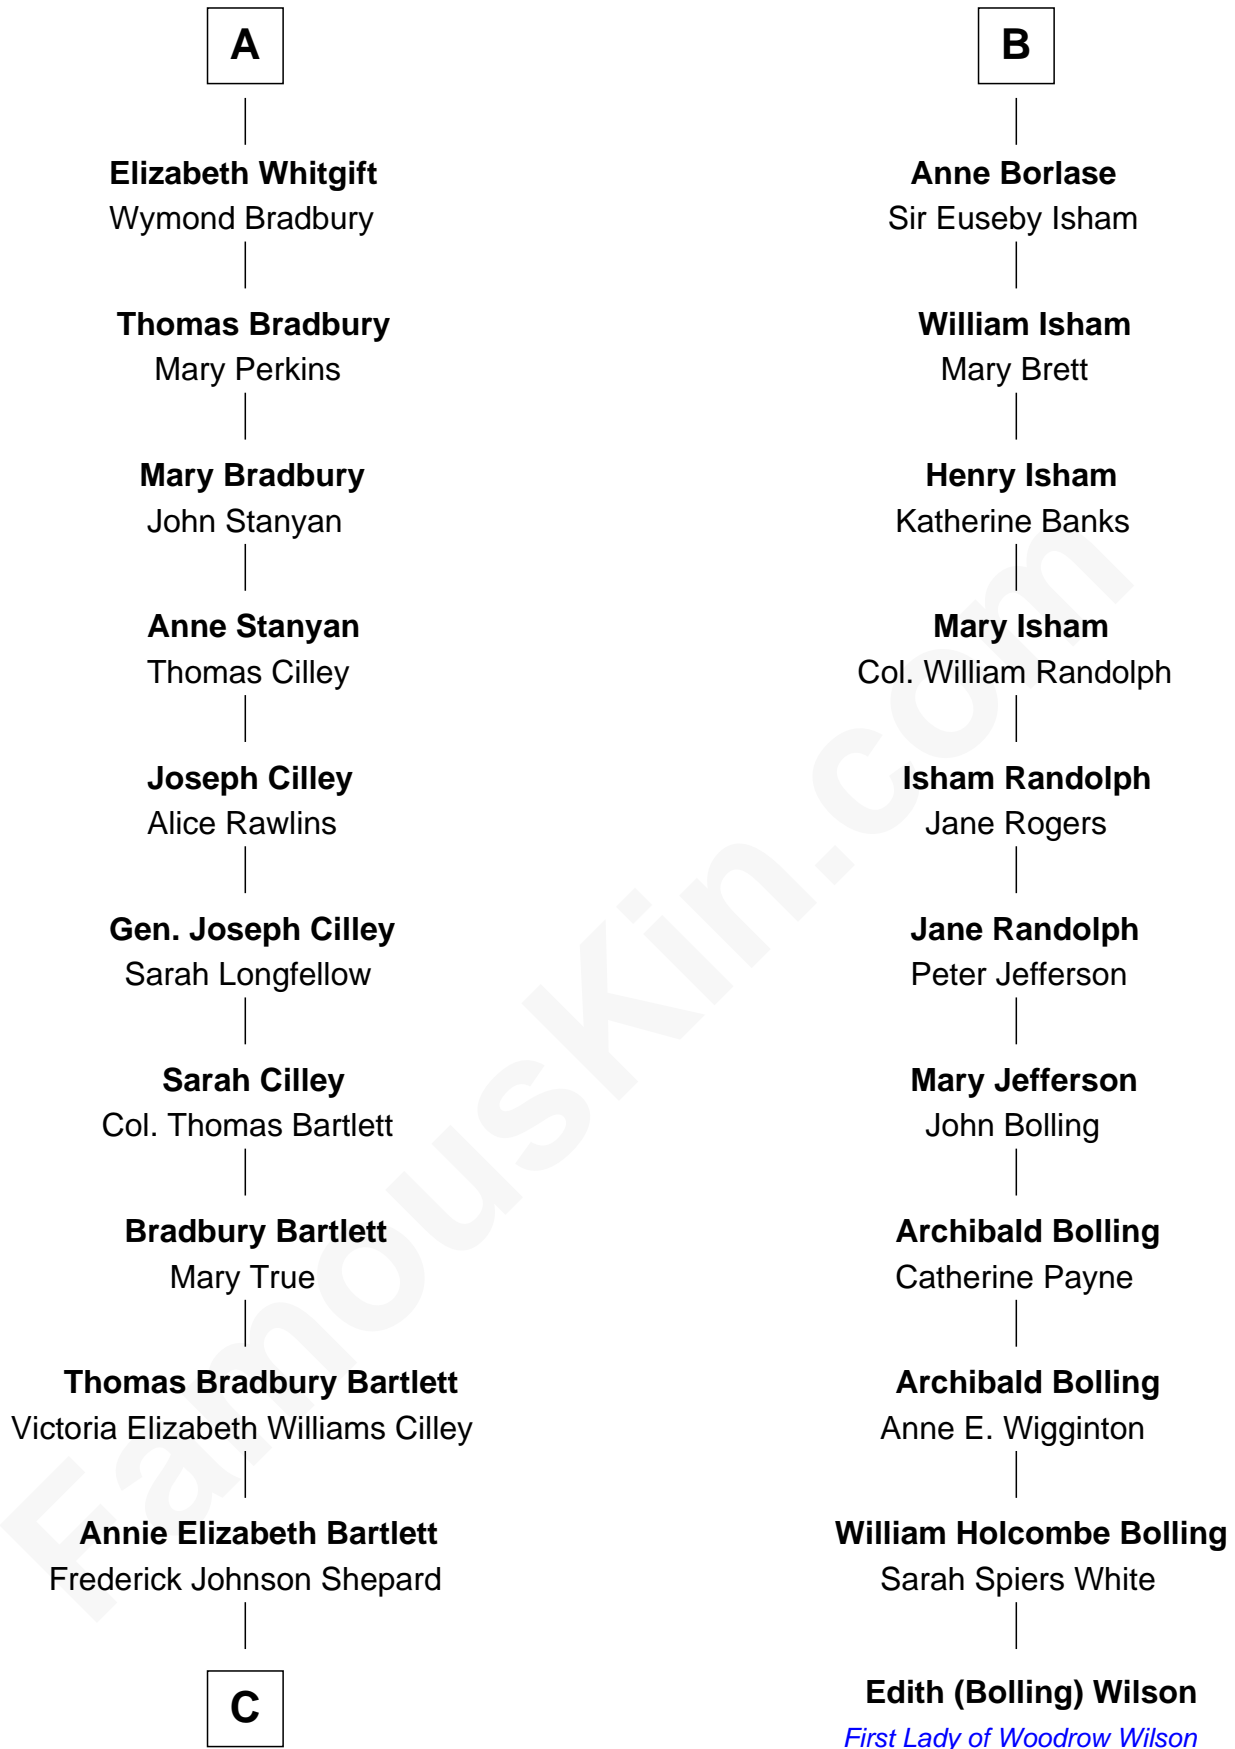 A
Elizabeth Whitgift
Wymond Bradbury
Thomas Bradbury
Mary Perkins
Mary Bradbury
John Stanyan
Anne Stanyan
Thomas Cilley
Joseph Cilley
Alice Rawlins
Gen. Joseph Cilley
Sarah Longfellow
Sarah Cilley
Col. Thomas Bartlett
Bradbury Bartlett
Mary True
Thomas Bradbury Bartlett
Victoria Elizabeth Williams Cilley
Annie Elizabeth Bartlett
Frederick Johnson Shepard
C
B
Anne Borlase
Sir Euseby Isham
William Isham
Mary Brett
Henry Isham
Katherine Banks
Mary Isham
Col. William Randolph
Isham Randolph
Jane Rogers
Jane Randolph
Peter Jefferson
Mary Jefferson
John Bolling
Archibald Bolling
Catherine Payne
Archibald Bolling
Anne E. Wigginton
William Holcombe Bolling
Sarah Spiers White
Edith (Bolling) Wilson
First Lady of Woodrow Wilson
FamousKin.com